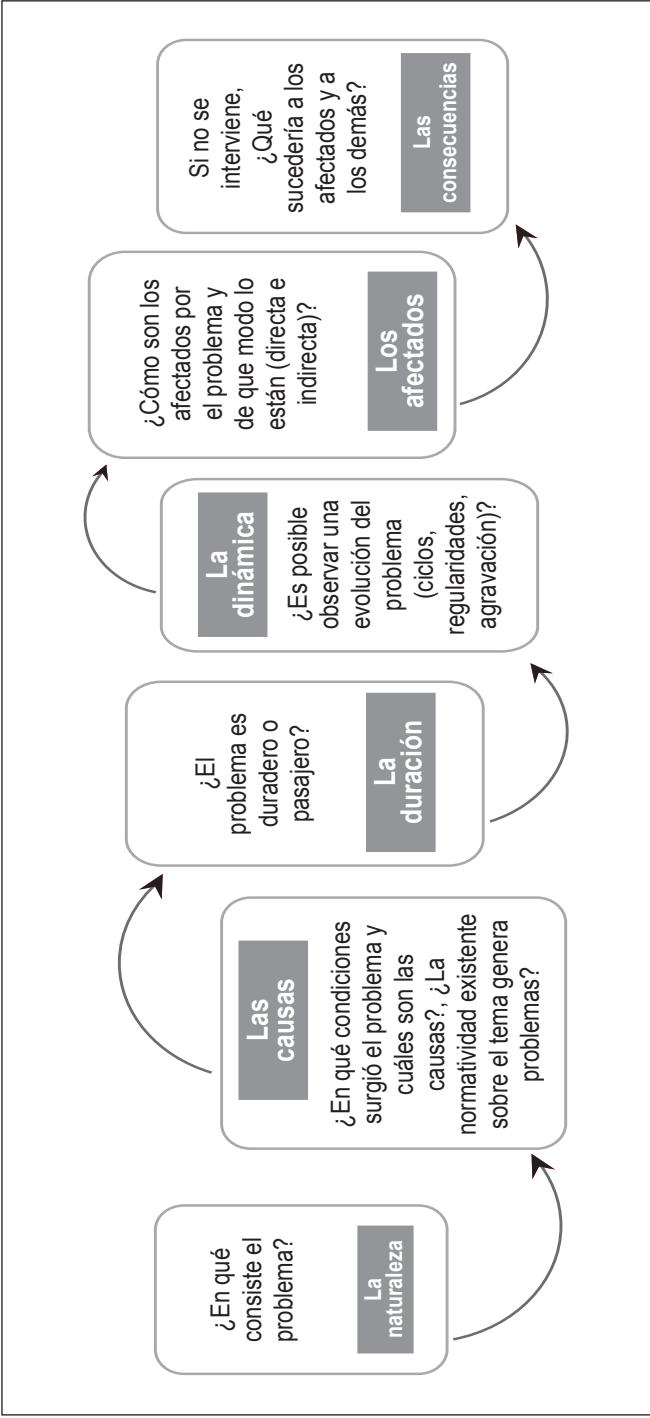 ¿En qué
consiste el
problema?
La
naturaleza
Las
causas
¿En qué condiciones
surgió el problema y
cuáles son las
causas?, ¿La
normatividad existente
sobre el tema genera
problemas?
¿El
problema es
duradero o
pasajero?
La
duración
La
dinámica
¿Es posible
observar una
evolución del
problema
(ciclos,
regularidades,
agravación)?
¿Cómo son los
afectados por
el problema y
de que modo lo
están (directa e
indirecta)?
Los
afectados
Si no se
interviene,
¿Qué
sucedería a los
afectados y a
los demás?
Las
consecuencias